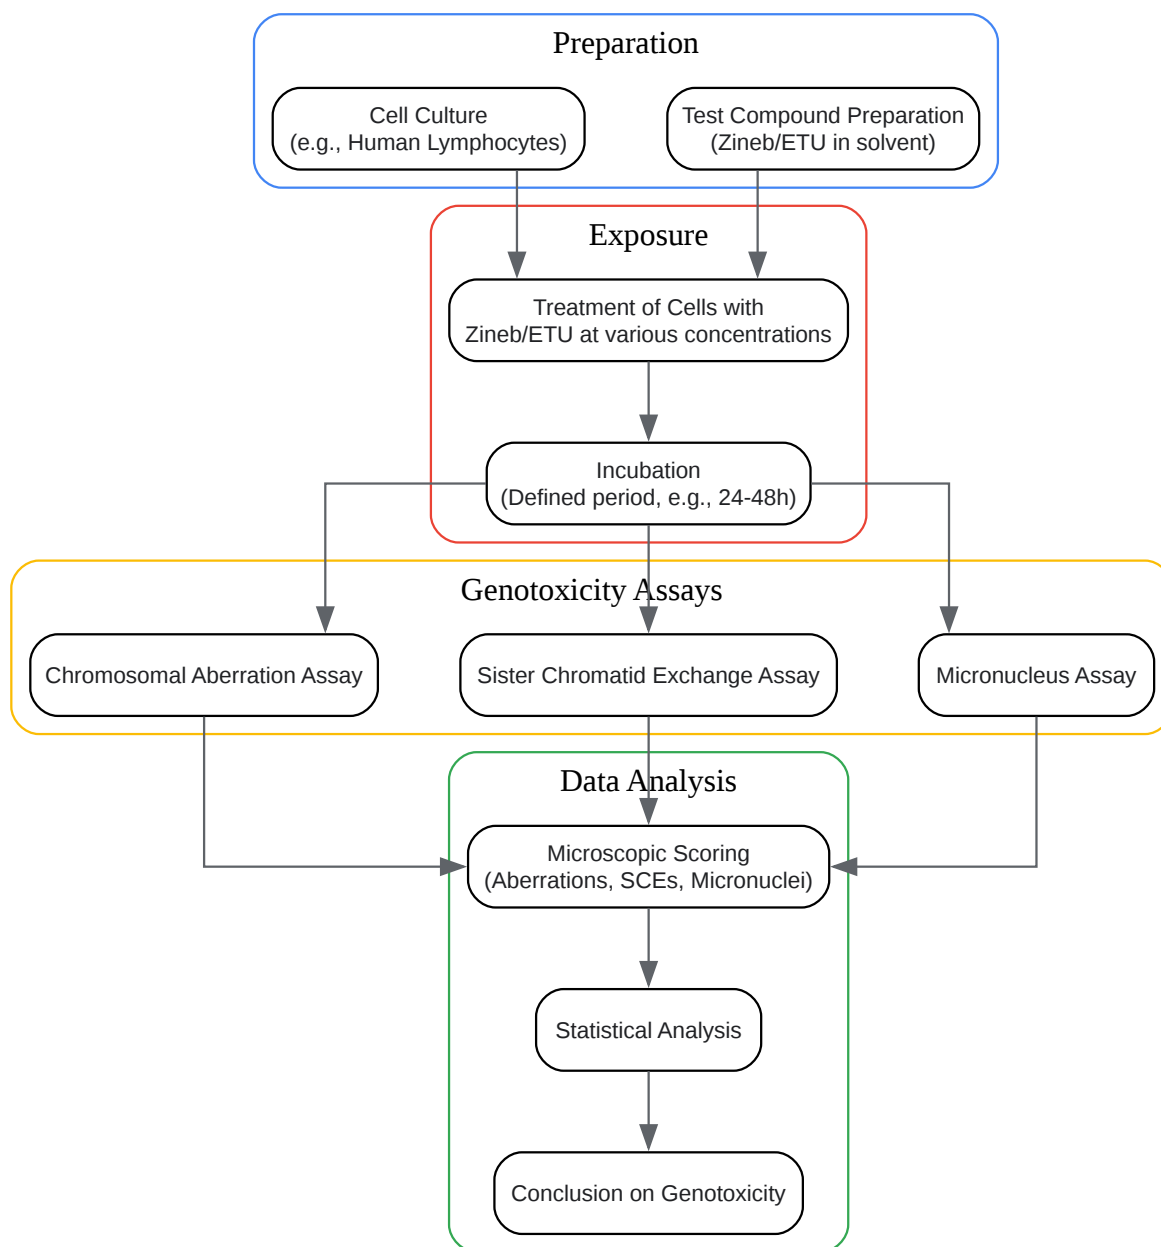 Preparation
Cell Culture
(e.g., Human Lymphocytes)
Test Compound Preparation
(Zineb/ETU in solvent)
Exposure
Treatment of Cells with
Zineb/ETU at various concentrations
Incubation
(Defined period, e.g., 24-48h)
Genotoxicity Assays
Chromosomal Aberration Assay
Sister Chromatid Exchange Assay
Micronucleus Assay
Data Analysis
Microscopic Scoring
(Aberrations, SCEs, Micronuclei)
Statistical Analysis
Conclusion on Genotoxicity